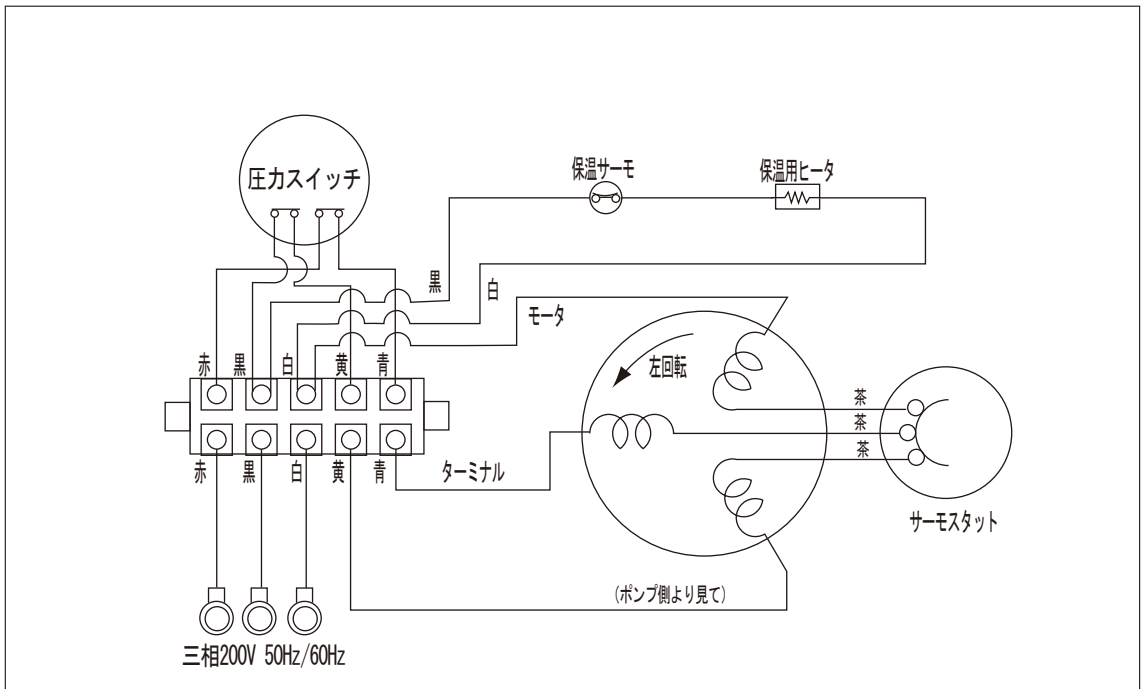 圧力スイッチ
保温サーモ
保温用ヒータ
黒
白
モータ
左回転
赤
黒
白
黄
青
茶
茶
茶
赤
黒
白
黄
青
ターミナル
サーモスタット
(ポンプ側より見て)
三相200V 50Hz/60Hz